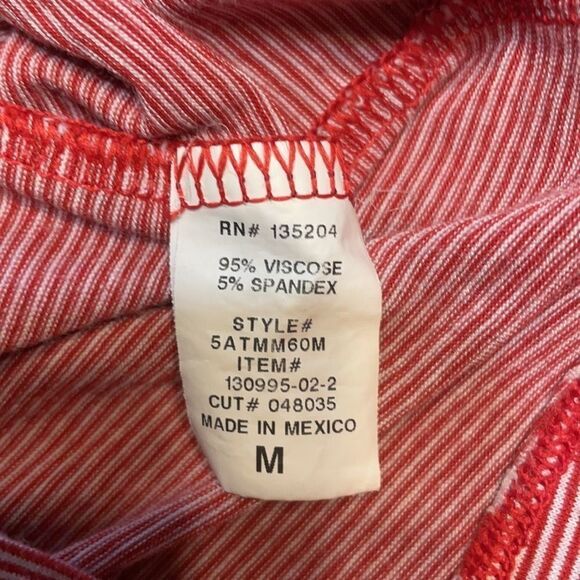 RN# 135204
95% VISCOSE
5% SPANDEX
STYLE#
5ATMM60M
ITEM#
130995-02-2
CUT# 048035
MADE IN MEXICO
M